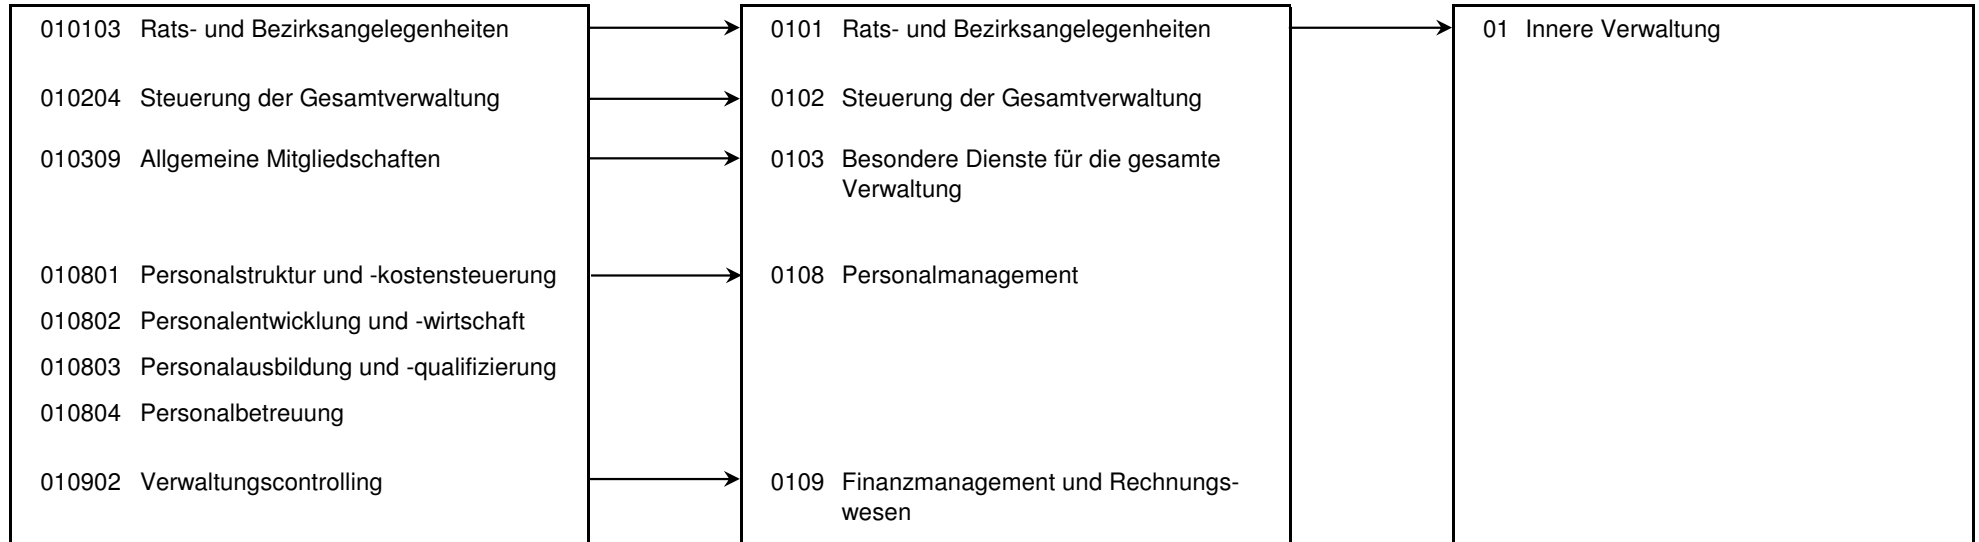 010103 Rats- und Bezirksangelegenheiten
0101 Rats- und Bezirksangelegenheiten
01 Innere Verwaltung
010204 Steuerung der Gesamtverwaltung
0102 Steuerung der Gesamtverwaltung
010309 Allgemeine Mitgliedschaften
0103 Besondere Dienste für die gesamte
Verwaltung
010801 Personalstruktur und -kostensteuerung
0108 Personalmanagement
010802 Personalentwicklung und -wirtschaft
010803 Personalausbildung und -qualifizierung
010804 Personalbetreuung
010902 Verwaltungscontrolling
0109 Finanzmanagement und Rechnungs-
wesen